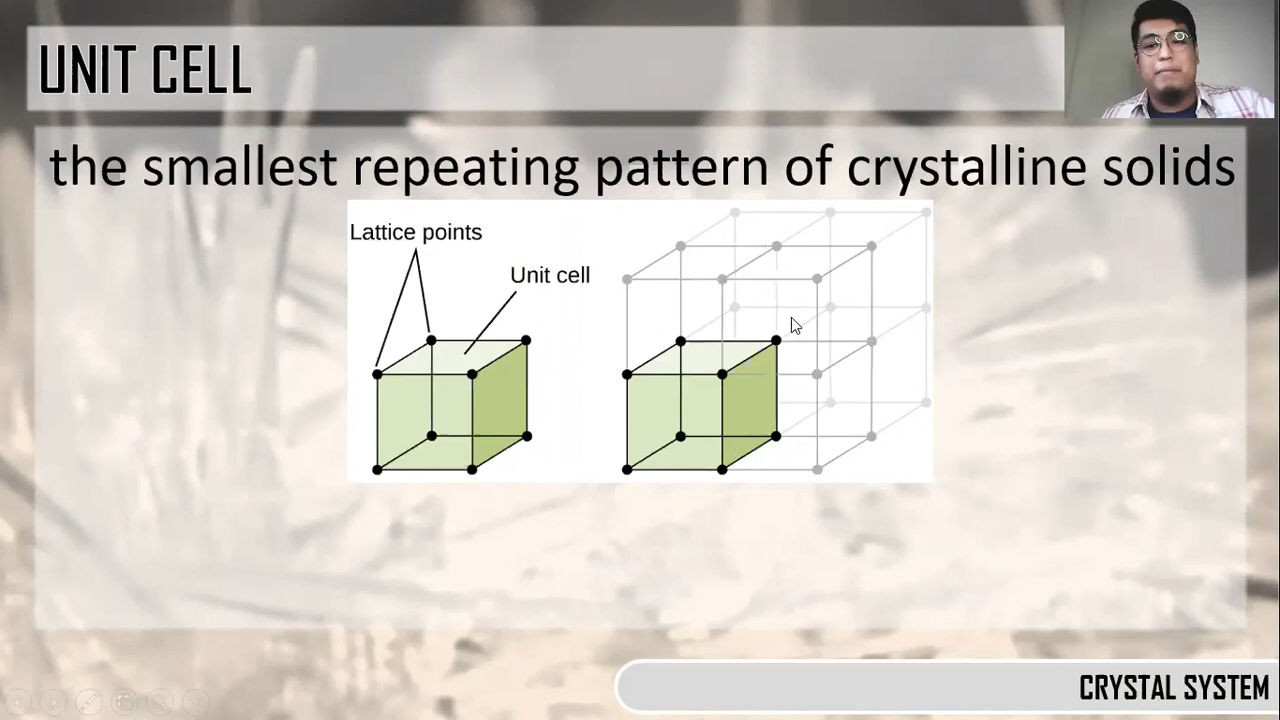 UNIT CELL
the smallest repeating pattern of crystalline solids
Lattice points
Unit cell
CRYSTAL SYSTEM